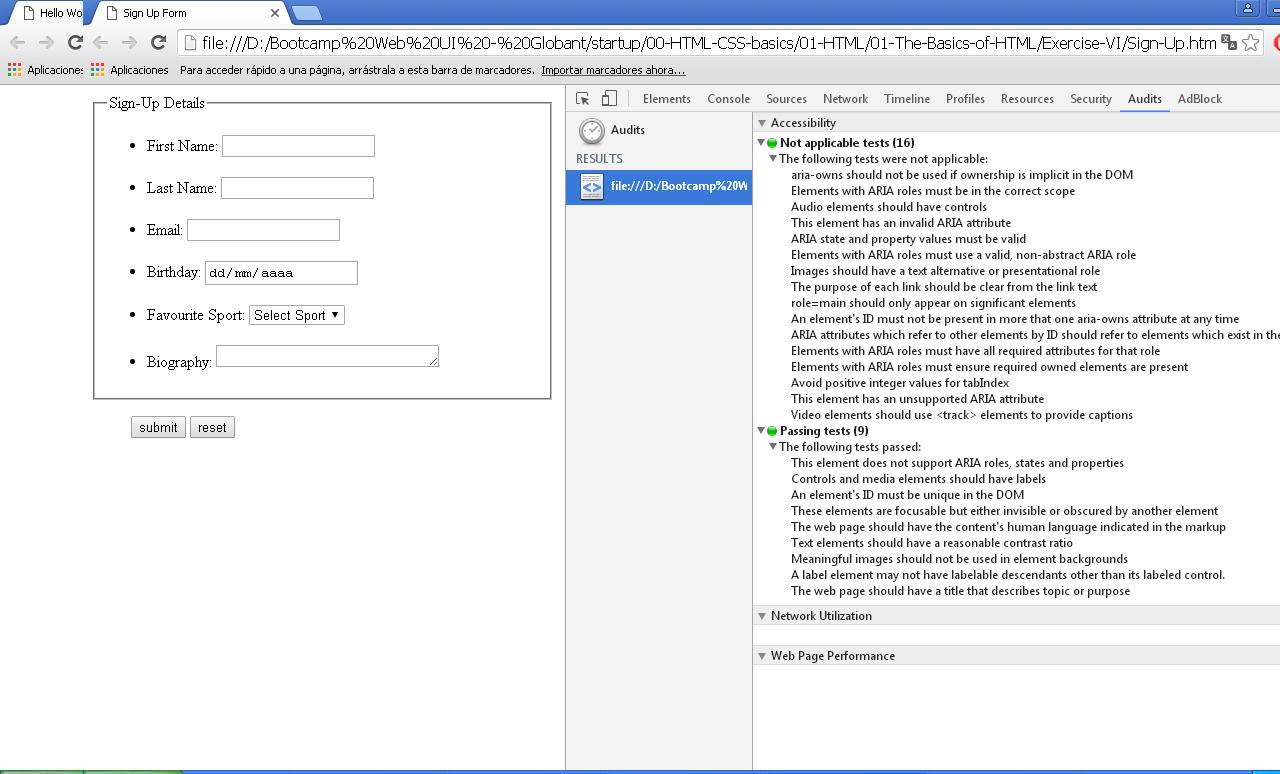 Hello Wo
Sign Up Form
file:///D:/Bootcamp%20Web%20UI%20-%20Globant/startup/00-HTML-CSS-basics/01-HTML/01-The-Basics-of-HTML/Exercise-VI/Sign-Up.htm
Aplicaciones Aplicaciones Para acceder rápido a una página, arrástrala a esta barra de marcadores. Importar marcadores ahora...
Sign-Up Details
First Name:
Last Name:
Email:
Birthday: dd/mm/aaaa
Favourite Sport: Select Sport
Biography:
submit reset
Elements Console Sources Network Timeline Profiles Resources Security Audits AdBlock
Audits
RESULTS
file:///D:/Bootcamp%20W
Accessibility
Not applicable tests (16)
The following tests were not applicable:
aria-owns should not be used if ownership is implicit in the DOM
Elements with ARIA roles must be in the correct scope
Audio elements should have controls
This element has an invalid ARIA attribute
ARIA state and property values must be valid
Elements with ARIA roles must use a valid, non-abstract ARIA role
Images should have a text alternative or presentational role
The purpose of each link should be clear from the link text
role=main should only appear on significant elements
An element's ID must not be present in more that one aria-owns attribute at any time
ARIA attributes which refer to other elements by ID should refer to elements which exist in the
Elements with ARIA roles must have all required attributes for that role
Elements with ARIA roles must ensure required owned elements are present
Avoid positive integer values for tabIndex
This element has an unsupported ARIA attribute
Video elements should use <track> elements to provide captions
Passing tests (9)
The following tests passed:
This element does not support ARIA roles, states and properties
Controls and media elements should have labels
An element's ID must be unique in the DOM
These elements are focusable but either invisible or obscured by another element
The web page should have the content's human language indicated in the markup
Text elements should have a reasonable contrast ratio
Meaningful images should not be used in element backgrounds
A label element may not have labelable descendants other than its labeled control.
The web page should have a title that describes topic or purpose
Network Utilization
Web Page Performance